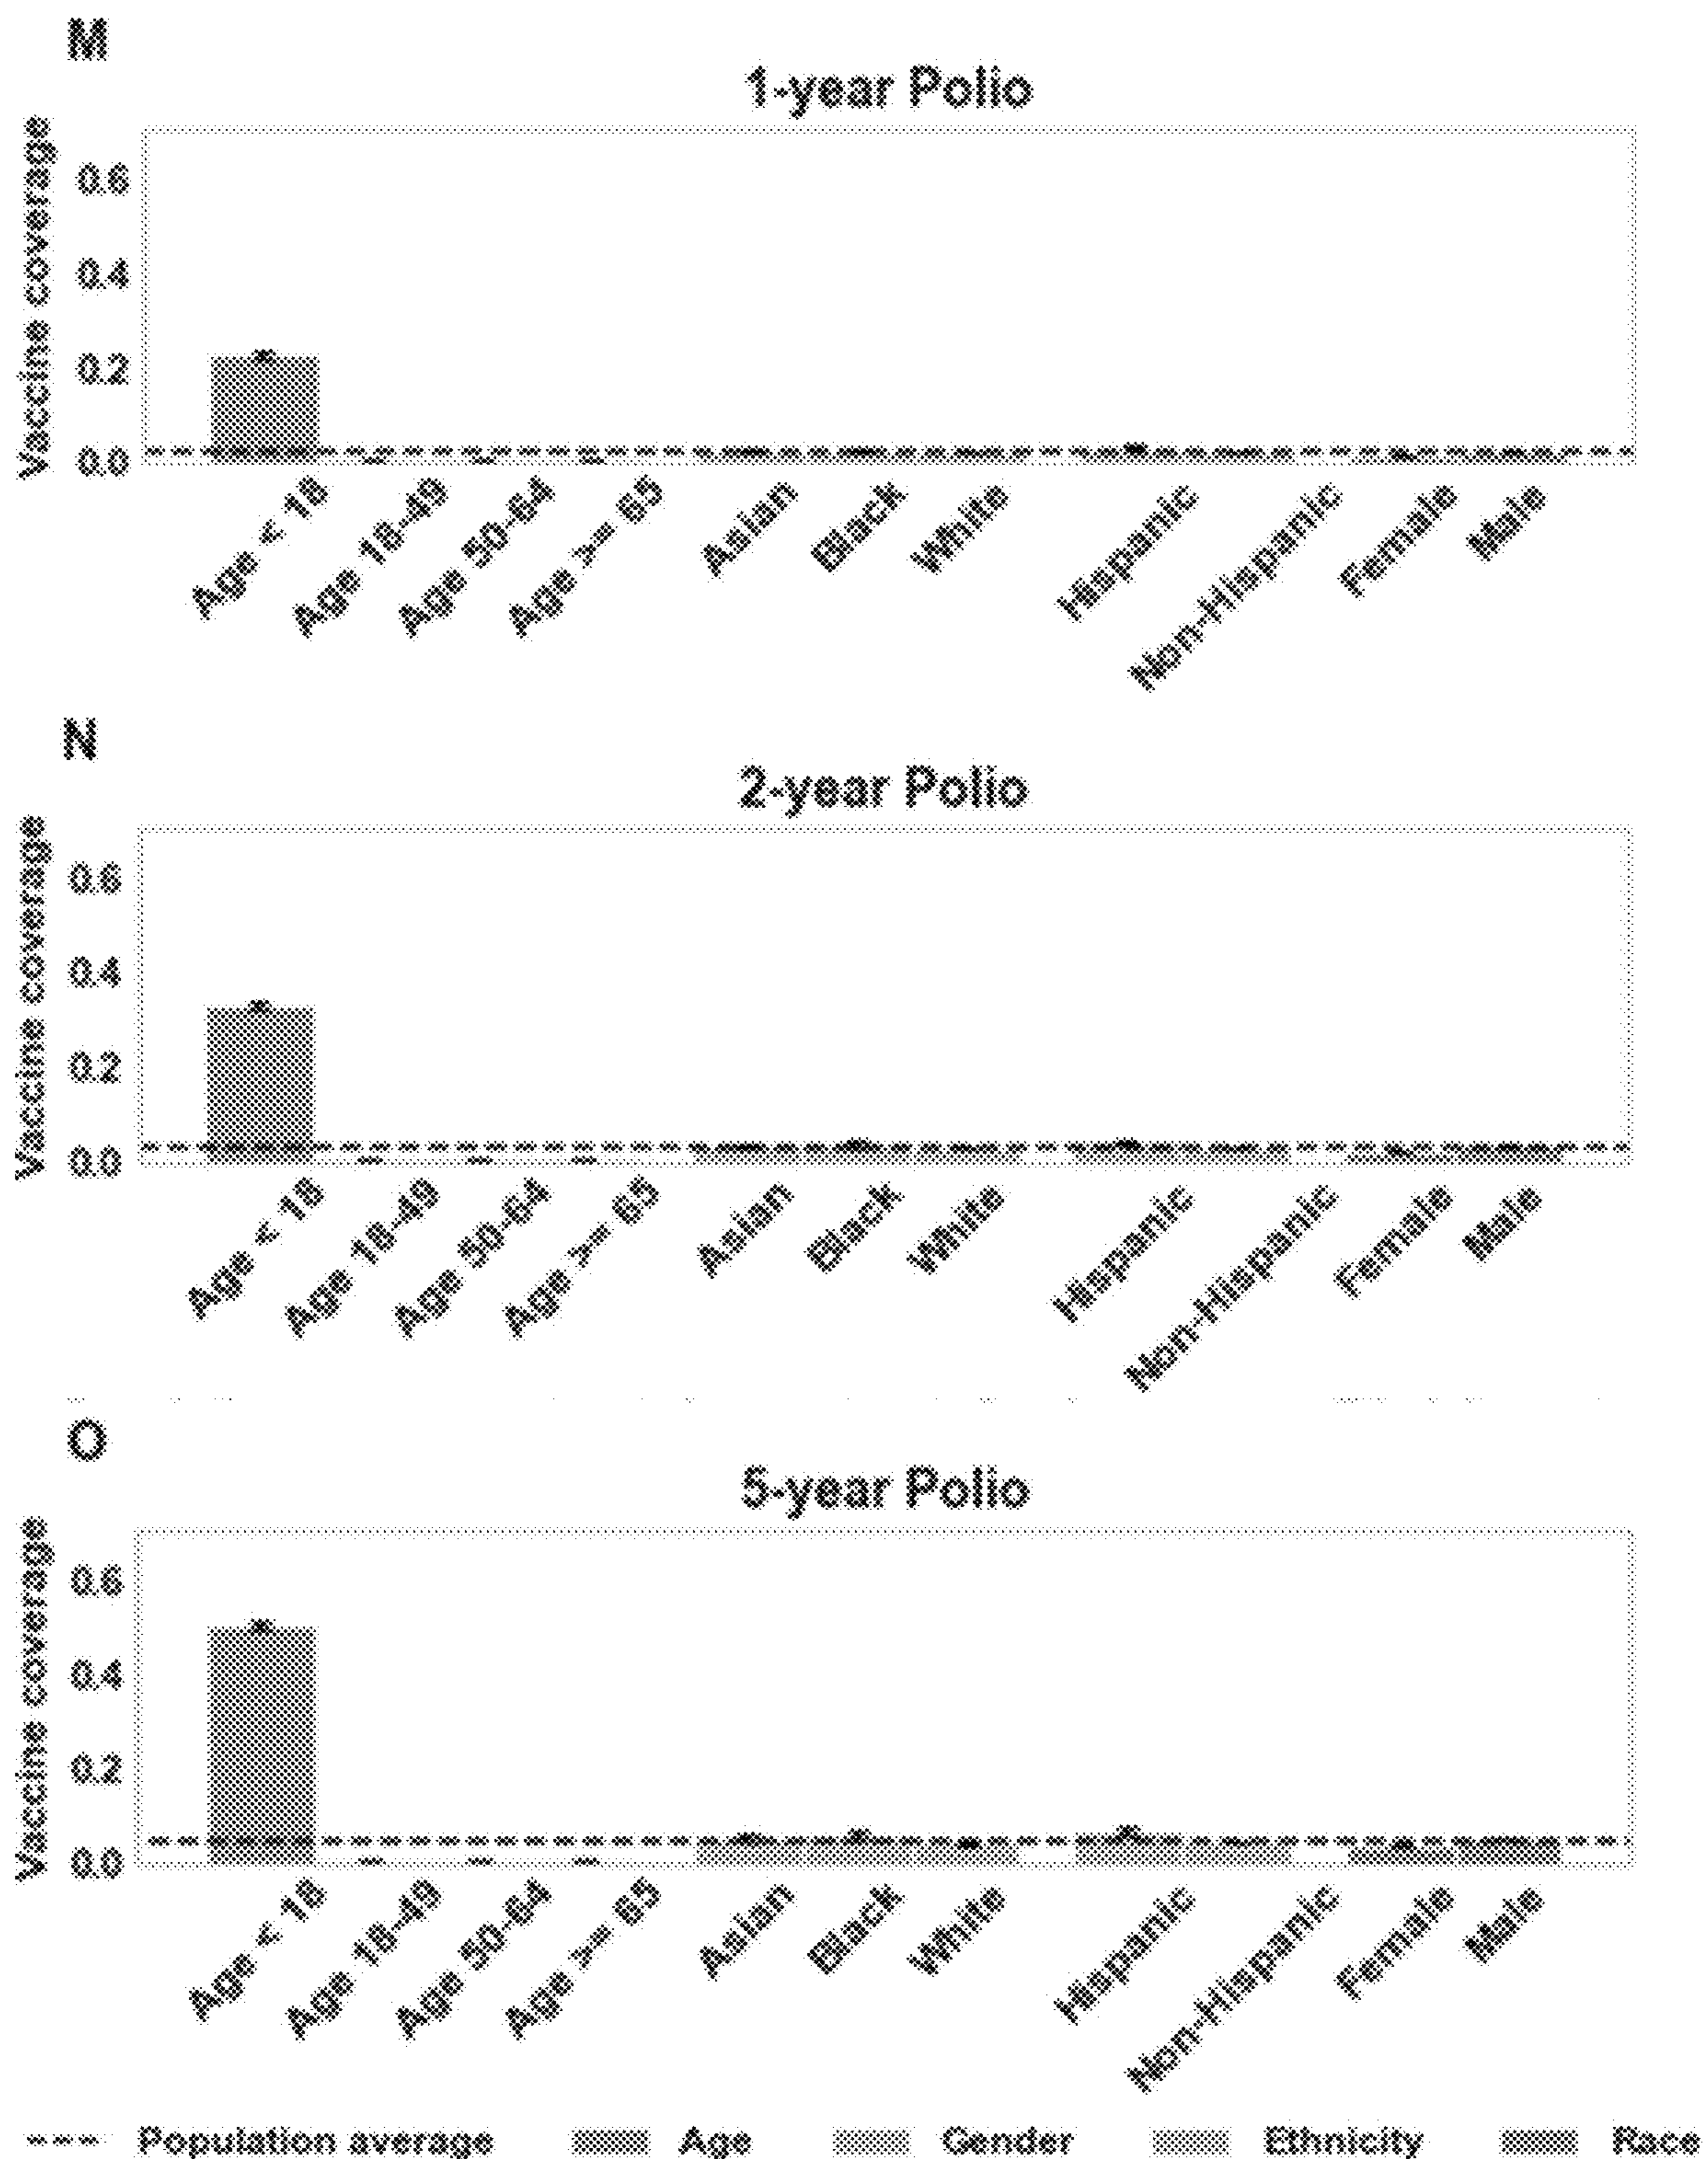 M
1-year Polio
Vaccine coverage
0.6
0.4
0.2
0.0
Age < 18
Age 18-49
Age 50-64
Age >= 65
Asian
Black
White
Hispanic
Non-Hispanic
Female
Male
N
2-year Polio
Vaccine coverage
0.6
0.4
0.2
0.0
Age < 18
Age 18-49
Age 50-64
Age >= 65
Asian
Black
White
Hispanic
Non-Hispanic
Female
Male
O
5-year Polio
Vaccine coverage
0.6
0.4
0.2
0.0
Age < 18
Age 18-49
Age 50-64
Age >= 65
Asian
Black
White
Hispanic
Non-Hispanic
Female
Male
Population average Age Gender Ethnicity Race